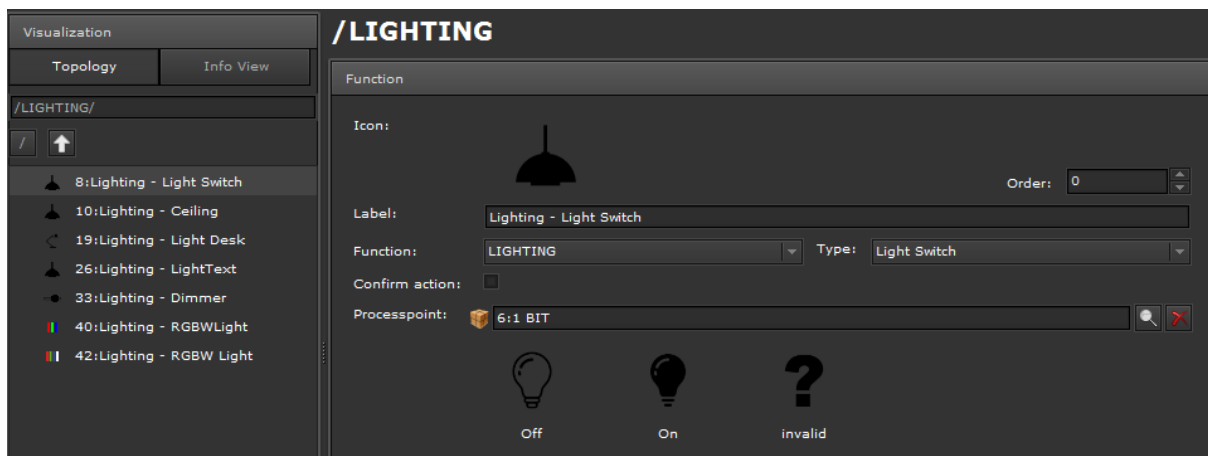 Visualization
Topology
Info View
/LIGHTING/
/
8:Lighting - Light Switch
10:Lighting - Ceiling
19:Lighting - Light Desk
26:Lighting - LightText
33:Lighting - Dimmer
40:Lighting - RGBWLight
42:Lighting - RGBW Light
/LIGHTING
Function
Icon:
Order: 0
Label: Lighting - Light Switch
Function: LIGHTING Type: Light Switch
Confirm action:
Processpoint: 6:1 BIT
?
Off On invalid